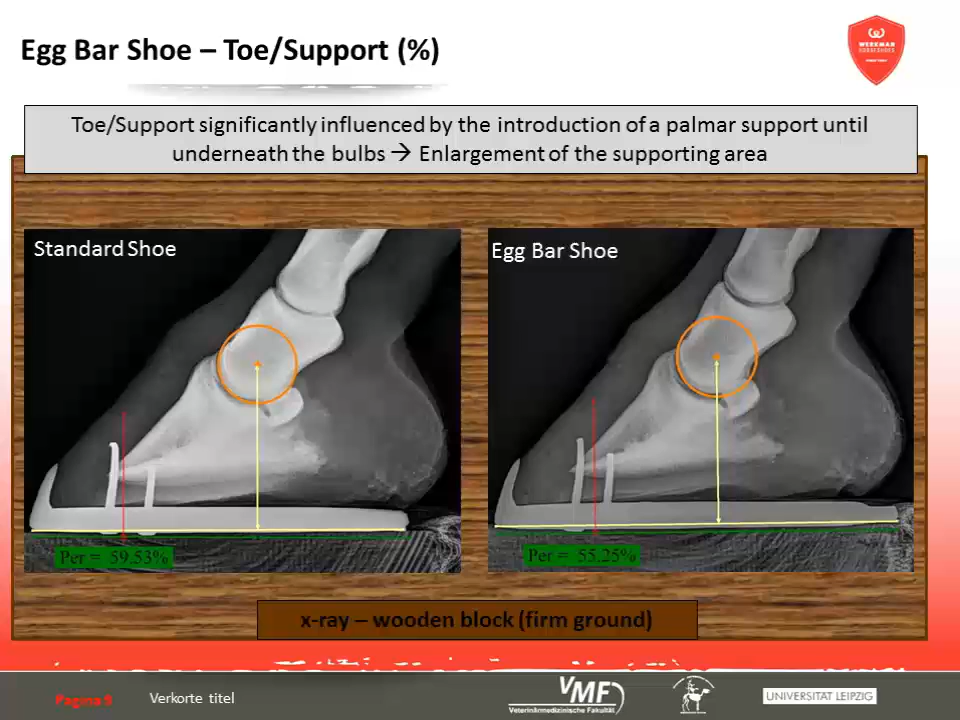 Egg Bar Shoe – Toe/Support (%)
WERKMAN
Toe/Support significantly influenced by the introduction of a palmar support until
underneath the bulbs → Enlargement of the supporting area
Standard Shoe
Egg Bar Shoe
Per = 59.53%
Per = 55.25%
x-ray – wooden block (firm ground)
Pagina 9
Verkorte titel
VMF
Veterinärmedizinische Fakultät
UNIVERSITÄT LEIPZIG